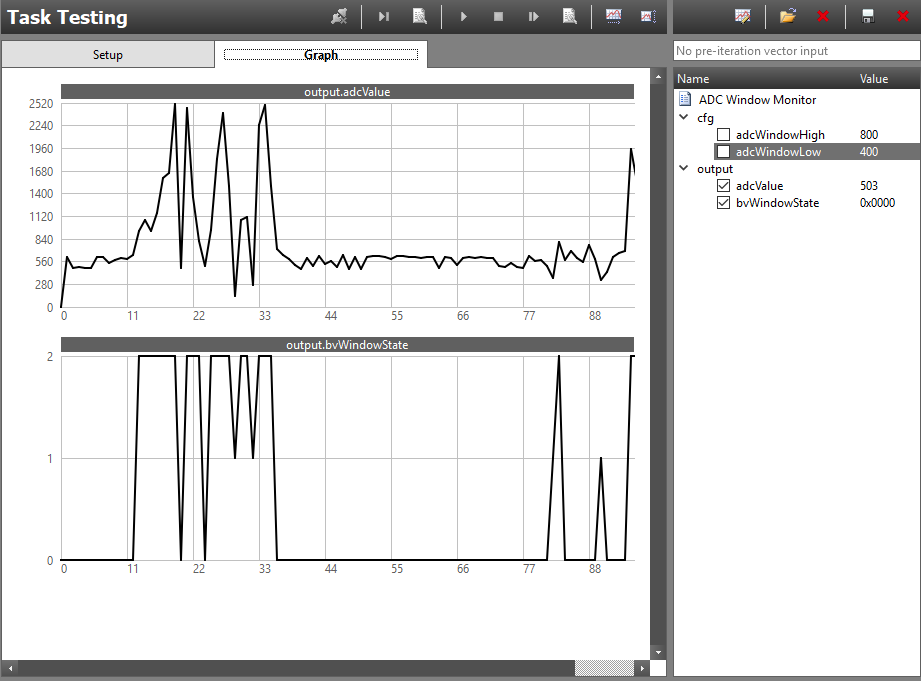 Task Testing
Setup
Graph
output.adcValue
2520
2240
1960
1680
1400
1120
840
560
280
0
0 11 22 33 44 55 66 77 88
output.bvWindowState
2
1
0
0 11 22 33 44 55 66 77 88
No pre-iteration vector input
Name Value
ADC Window Monitor
cfg
adcWindowHigh 800
adcWindowLow 400
output
adcValue 503
bvWindowState 0x0000